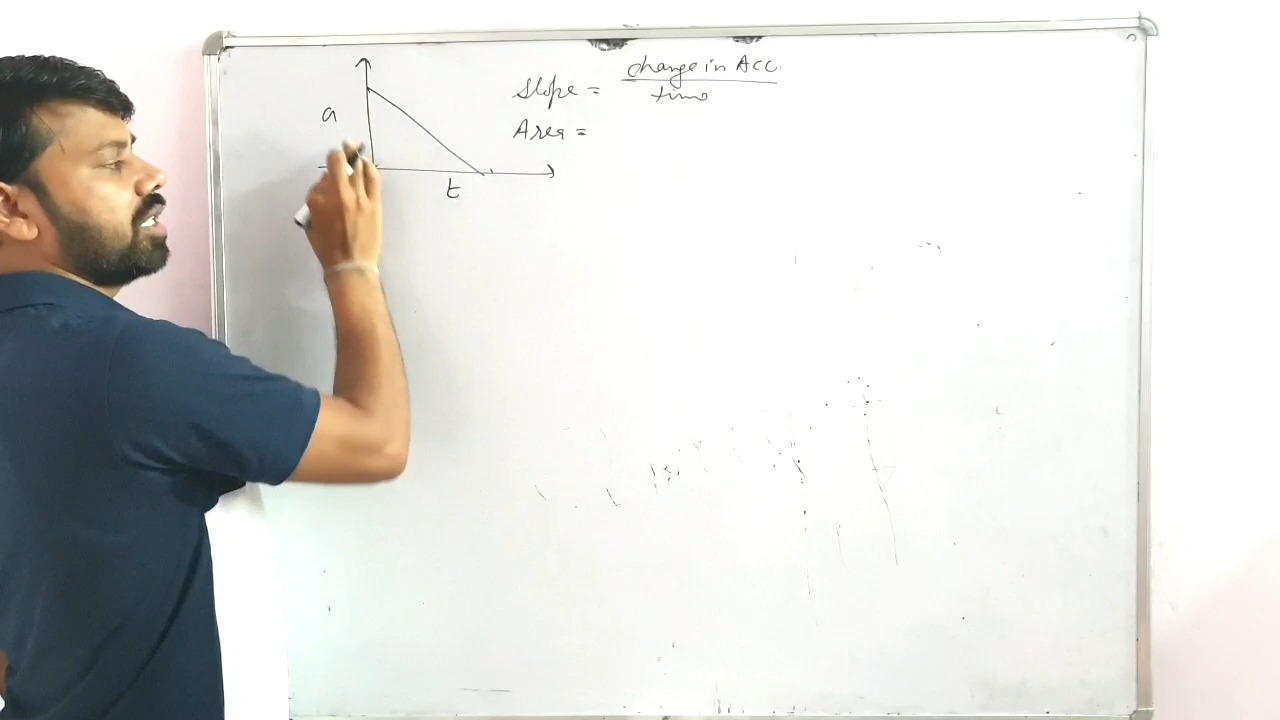 a
t
Slope = change in Acc.
time
Area =